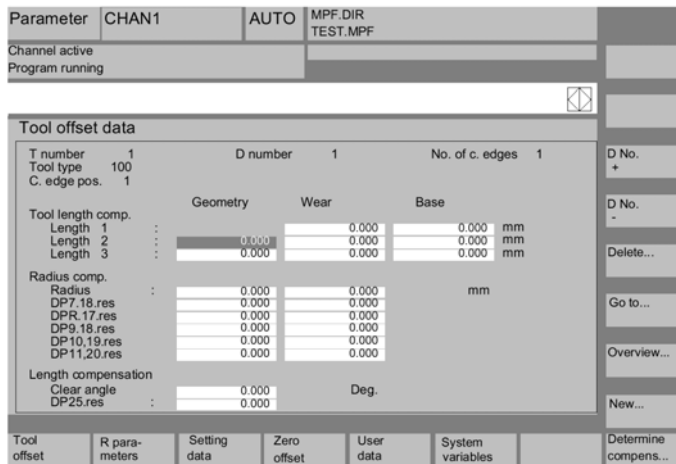 Parameter CHAN1 AUTO MPF.DIR
TEST.MPF
Channel active
Program running
Tool offset data
T number 1 D number 1 No. of c. edges 1
Tool type 100
C. edge pos. 1
Geometry Wear Base
Tool length comp.
Length 1 : 0.000 0.000 mm
Length 2 : 0.000 0.000 0.000 mm
Length 3 : 0.000 0.000 0.000 mm
Radius comp.
Radius : 0.000 0.000 mm
DP7.18.res 0.000 0.000
DPR.17.res 0.000 0.000
DP9.18.res 0.000 0.000
DP10,19.res 0.000 0.000
DP11,20.res 0.000 0.000
Length compensation
Clear angle 0.000 Deg.
DP25.res : 0.000
D No.
+
D No.
-
Delete...
Go to...
Overview...
New...
Determine
compens...
Tool
offset
R para-
meters
Setting
data
Zero
offset
User
data
System
variables